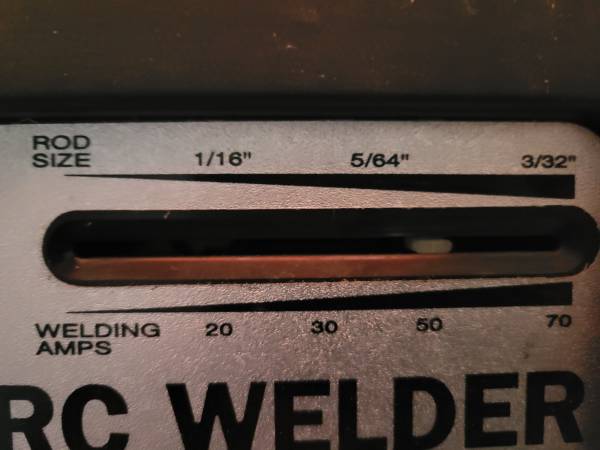 ROD
SIZE
1/16" 5/64" 3/32"
WELDING
AMPS
20 30 50 70
RC WELDER